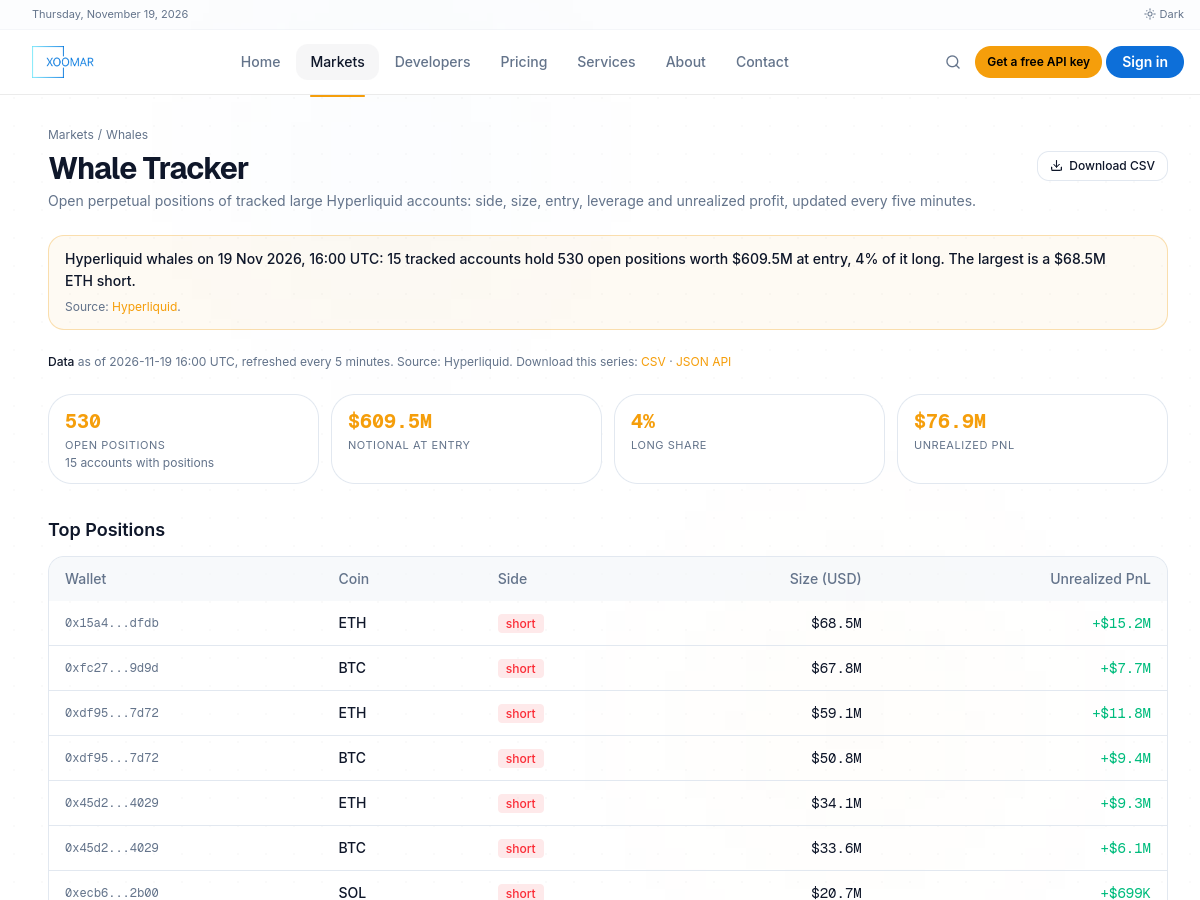 Thursday, November 19, 2026
Dark
XOOMAR
Home
Markets
Developers
Pricing
Services
About
Contact
Get a free API key
Sign in
Markets / Whales
Whale Tracker
Download CSV
Open perpetual positions of tracked large Hyperliquid accounts: side, size, entry, leverage and unrealized profit, updated every five minutes.
Hyperliquid whales on 19 Nov 2026, 16:00 UTC: 15 tracked accounts hold 530 open positions worth $609.5M at entry, 4% of it long. The largest is a $68.5M
ETH short.
Source: Hyperliquid.
Data as of 2026-11-19 16:00 UTC, refreshed every 5 minutes. Source: Hyperliquid. Download this series: CSV · JSON API
530
OPEN POSITIONS
15 accounts with positions
$609.5M
NOTIONAL AT ENTRY
4%
LONG SHARE
$76.9M
UNREALIZED PNL
Top Positions
Wallet Coin Side Size (USD) Unrealized PnL
0x15a4...dfdb ETH short $68.5M +$15.2M
0xfc27...9d9d BTC short $67.8M +$7.7M
0xdf95...7d72 ETH short $59.1M +$11.8M
0xdf95...7d72 BTC short $50.8M +$9.4M
0x45d2...4029 ETH short $34.1M +$9.3M
0x45d2...4029 BTC short $33.6M +$6.1M
0xecb6...2b00 SOL short $20.7M +$699K